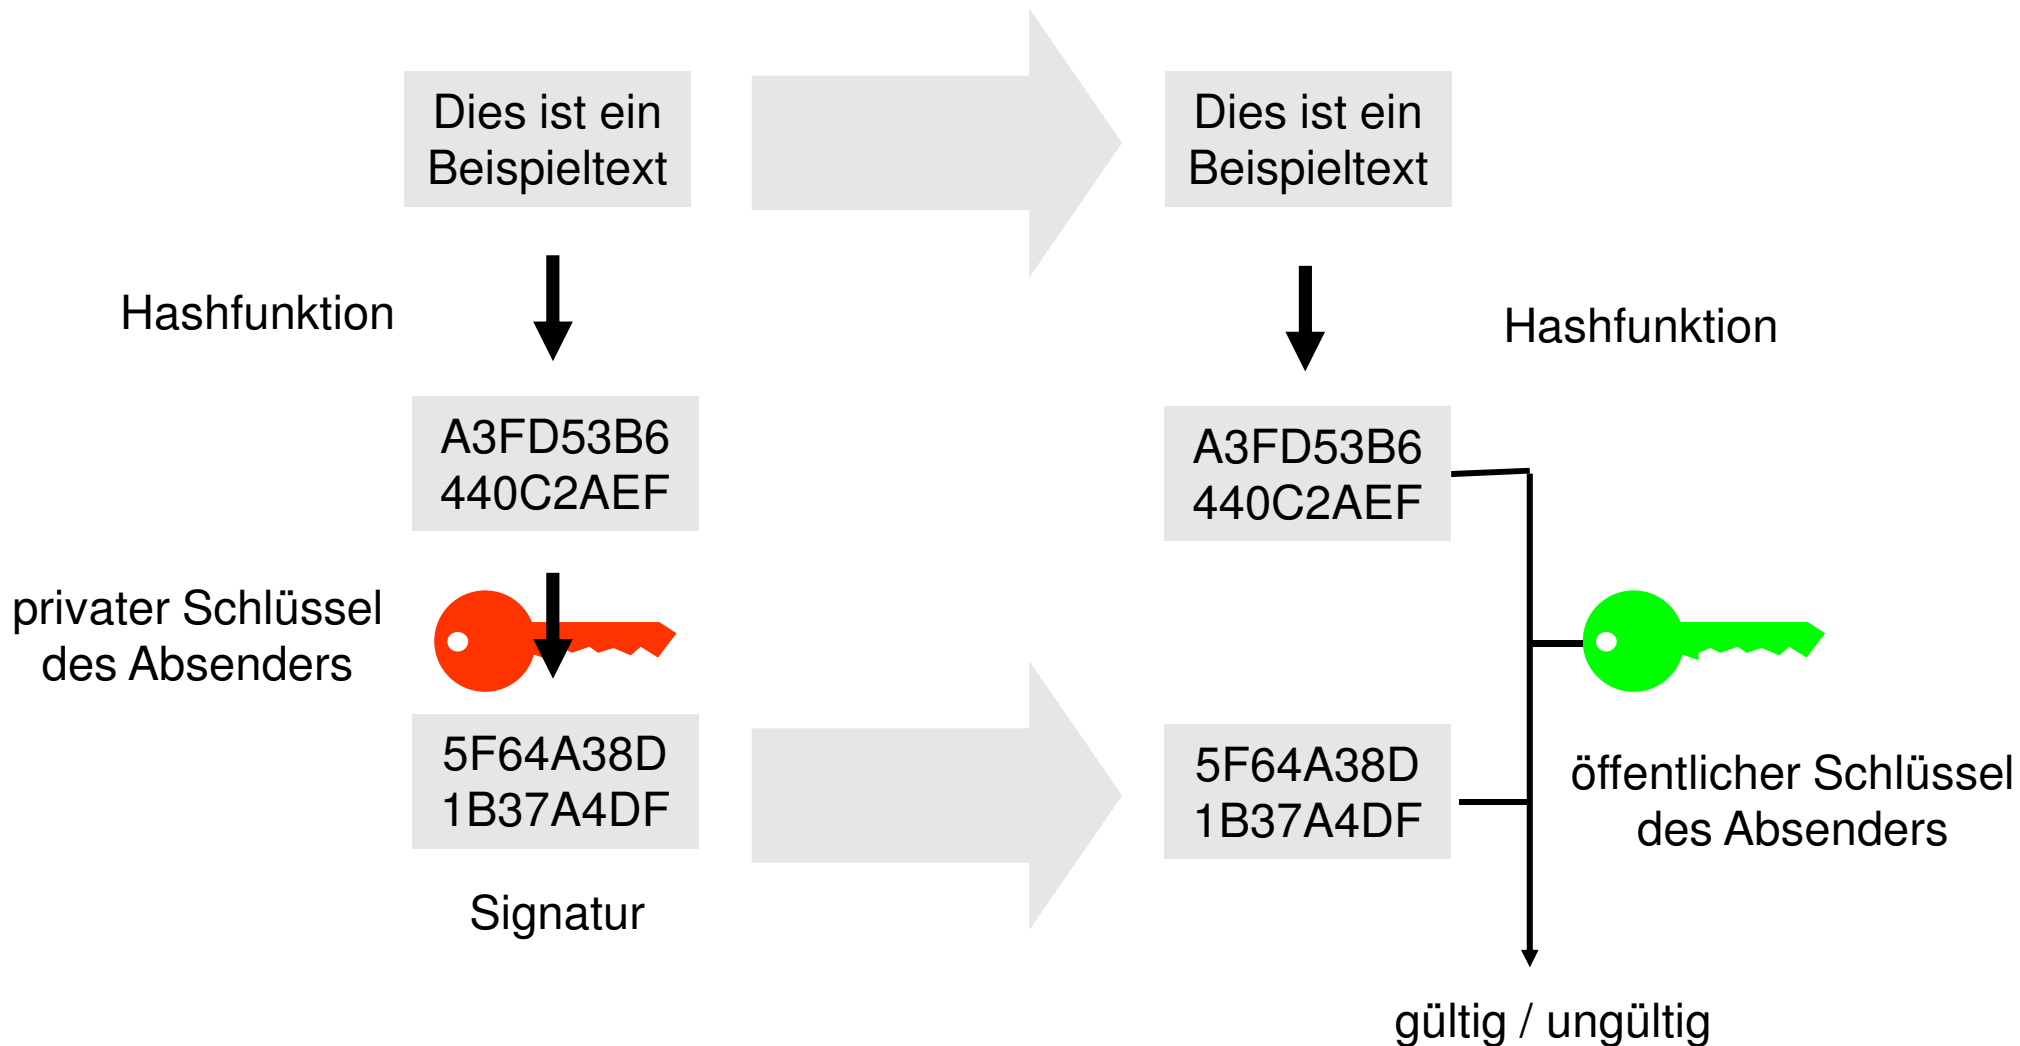 Dies ist ein
Beispieltext
Dies ist ein
Beispieltext
Hashfunktion
Hashfunktion
A3FD53B6
440C2AEF
A3FD53B6
440C2AEF
privater Schlüssel
des Absenders
5F64A38D
1B37A4DF
5F64A38D
1B37A4DF
öffentlicher Schlüssel
des Absenders
Signatur
gültig / ungültig